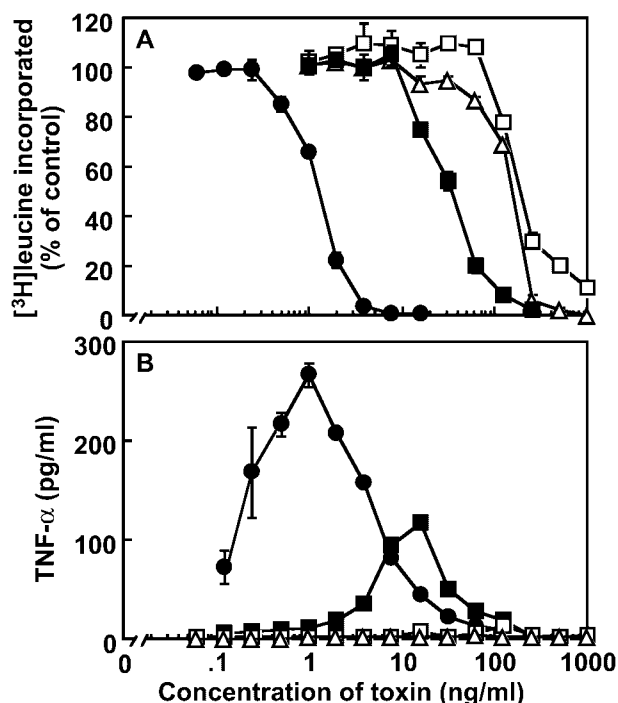 A
[³H]leucine incorporated
(% of control)
120
100
80
60
40
20
0
B
TNF-α (pg/ml)
300
200
100
0
0 .1 1 10 100 1000
Concentration of toxin (ng/ml)